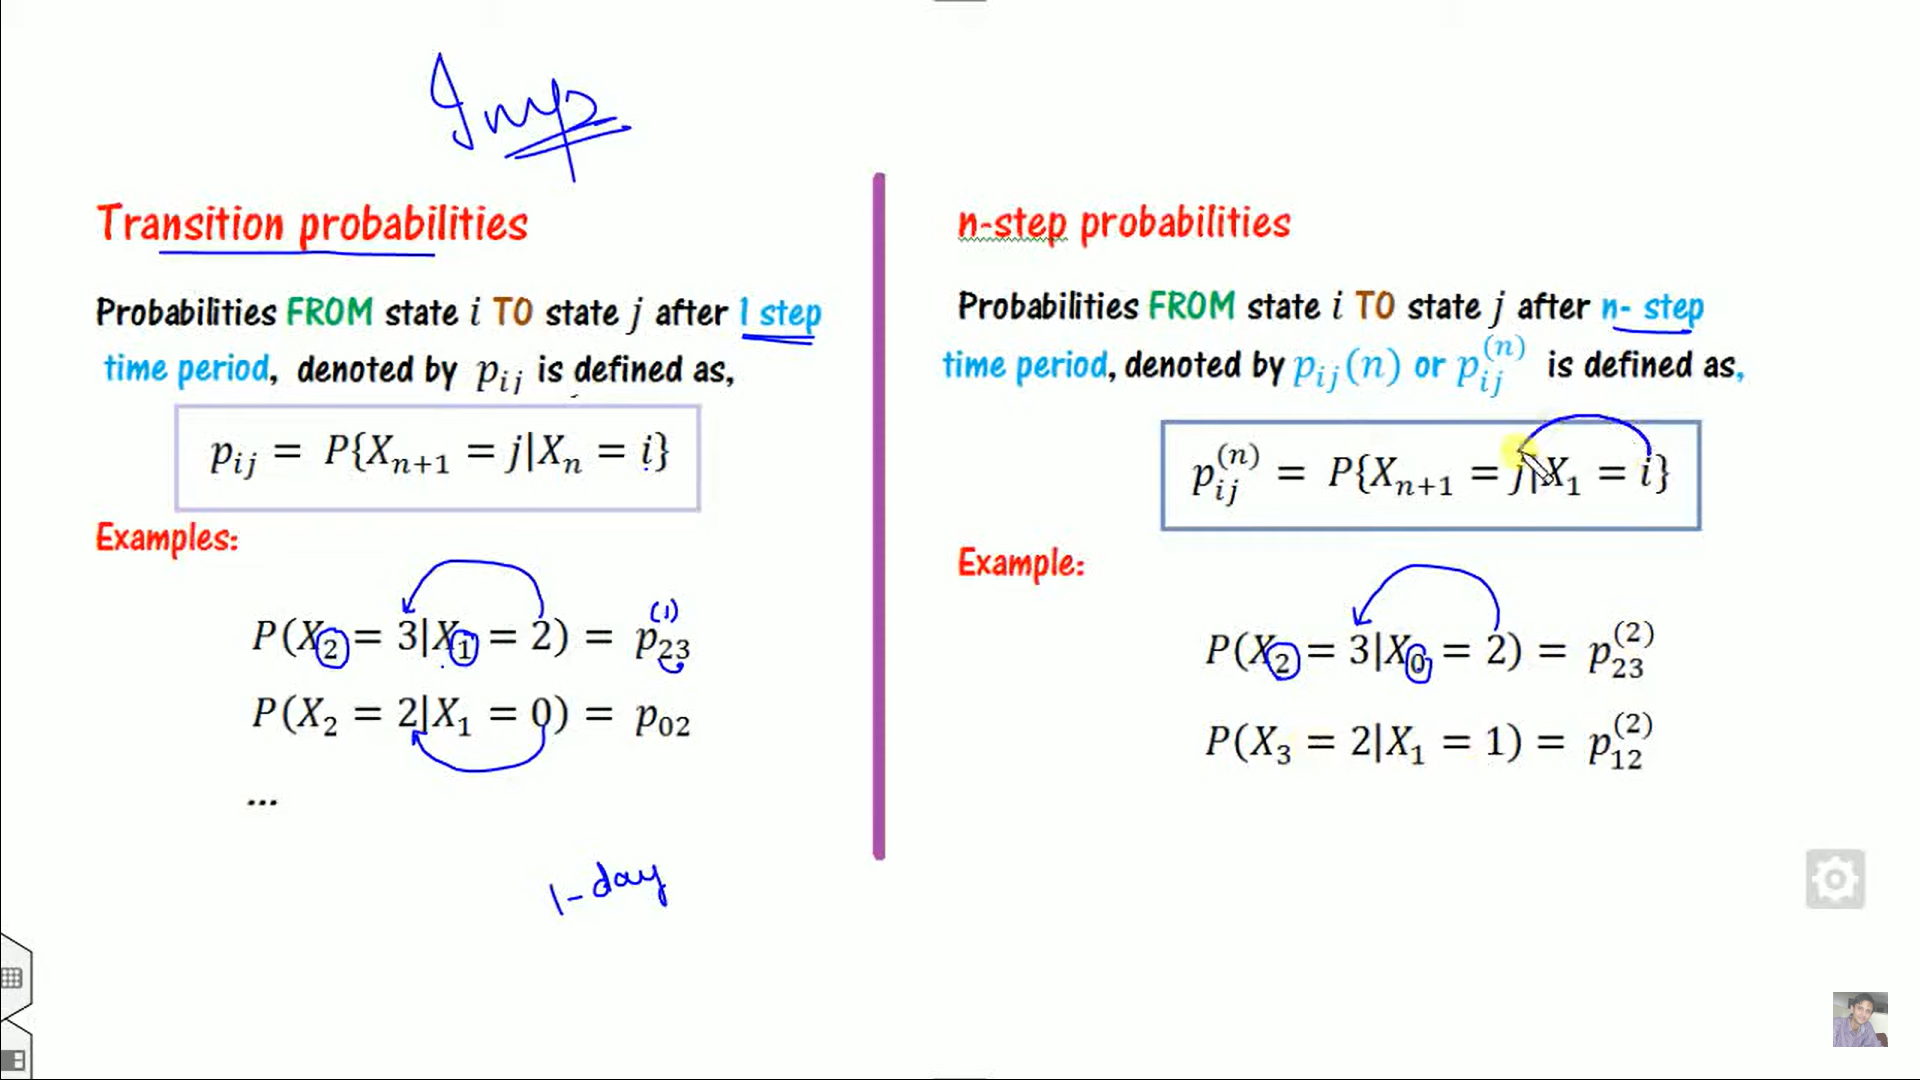 Imp
Transition probabilities
Probabilities FROM state i TO state j after 1 step
time period, denoted by p_{ij} is defined as,
p_{ij} = P{X_{n+1} = j|X_n = i}
Examples:
P(X_2 = 3|X_1 = 2) = p_{23}^{(1)}
P(X_2 = 2|X_1 = 0) = p_{02}
...
1-day
n-step probabilities
Probabilities FROM state i TO state j after n- step
time period, denoted by p_{ij}(n) or p_{ij}^{(n)} is defined as,
p_{ij}^{(n)} = P{X_{n+1} = j|X_1 = i}
Example:
P(X_2 = 3|X_0 = 2) = p_{23}^{(2)}
P(X_3 = 2|X_1 = 1) = p_{12}^{(2)}